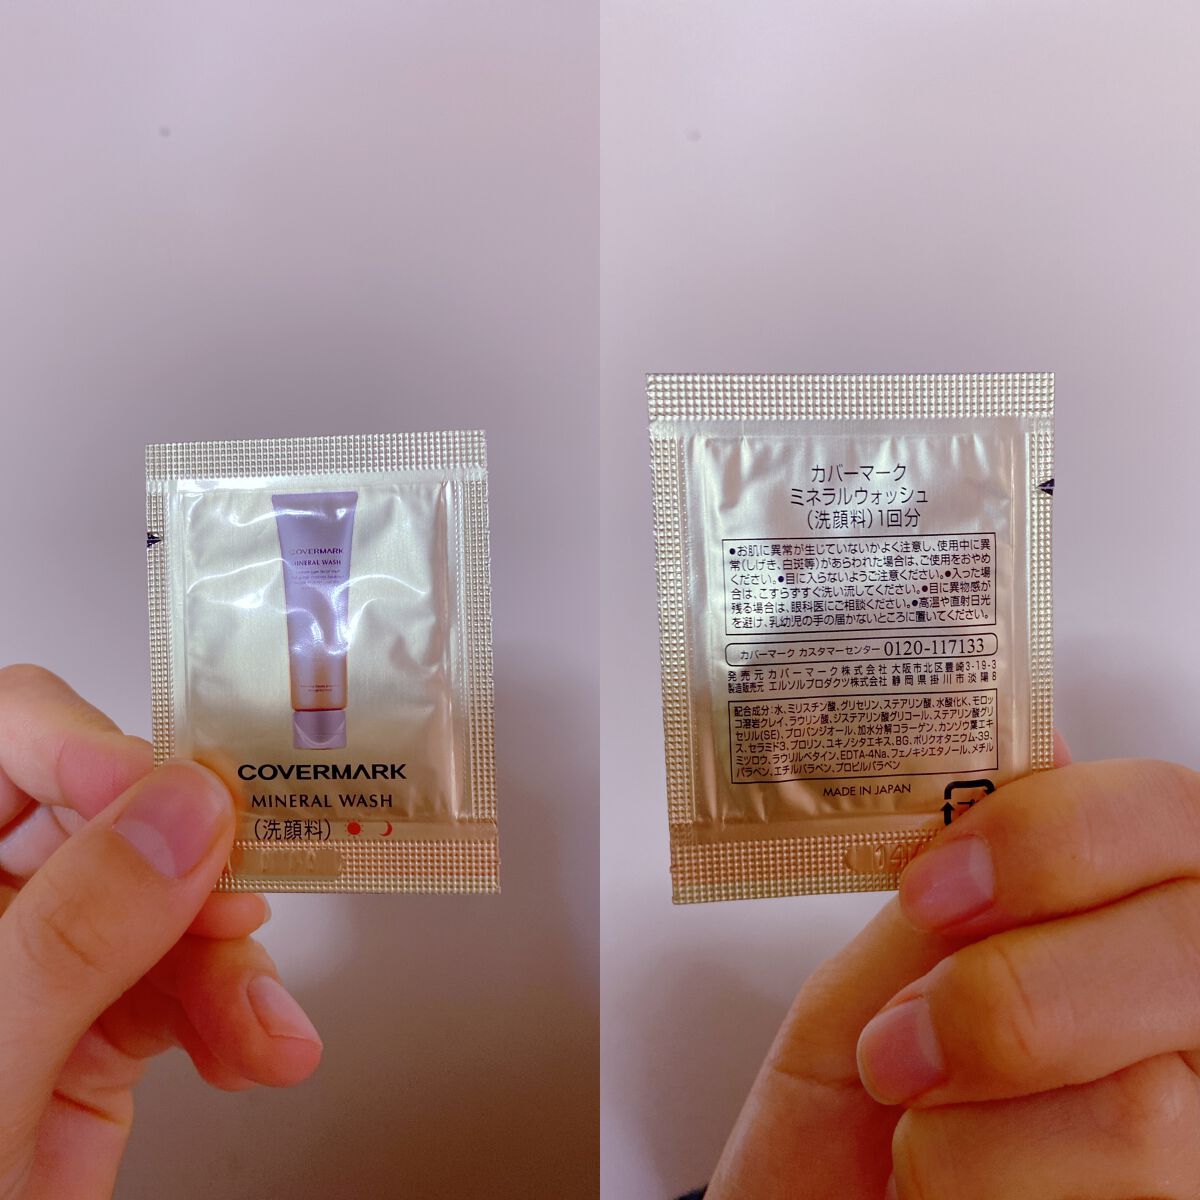 COVERMARK
MINERAL WASH
COVERMARK
MINERAL WASH
(洗顔料)
カバーマーク
ミネラルウォッシュ
(洗顔料)1回分
●お肌に異常が生じていないかよく注意し、使用中に異
常(しげき、白斑等)があらわれた場合は、ご使用をおやめ
ください。●目に入らないようご注意ください。●入った場
合は、こすらずすぐ洗い流してください。●目に異物感が
残る場合は、眼科医にご相談ください。●高温や直射日光
を避け、乳幼児の手の届かないところに置いてください。
カバーマーク カスタマーセンター 0120-117133
発売元 カバーマーク株式会社 大阪市北区豊崎3-19-3
製造販売元 エルソルプロダクツ株式会社 静岡県掛川市淡陽8
配合成分:水、ミリスチン酸、グリセリン、ステアリン酸、水酸化K、モロッ
コ溶岩クレイ、ラウリン酸、ジステアリン酸グリコール、ステアリン酸グリ
セリル(SE)、プロパンジオール、加水分解コラーゲン、カンゾウ葉エキ
ス、セラミド3、プロリン、ユキノシタエキス、BG、ポリクオタニウム-39、
ミツロウ、ラウリルベタイン、EDTA-4Na、フェノキシエタノール、メチル
パラベン、エチルパラベン、プロピルパラベン
MADE IN JAPAN